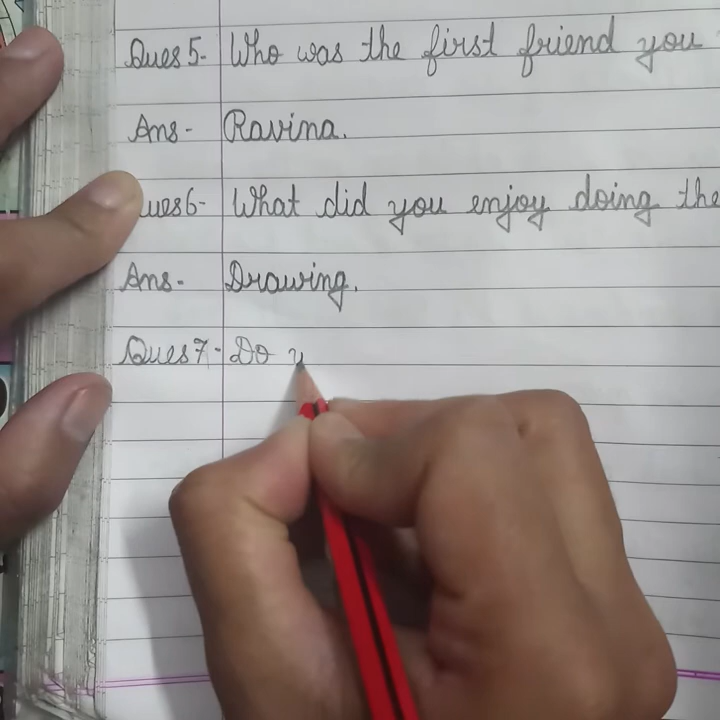 Ques 5- Who was the first friend you
Ans- Ravina.
ues 6- What did you enjoy doing the
Ans- Drawing.
Ques 7- Do y